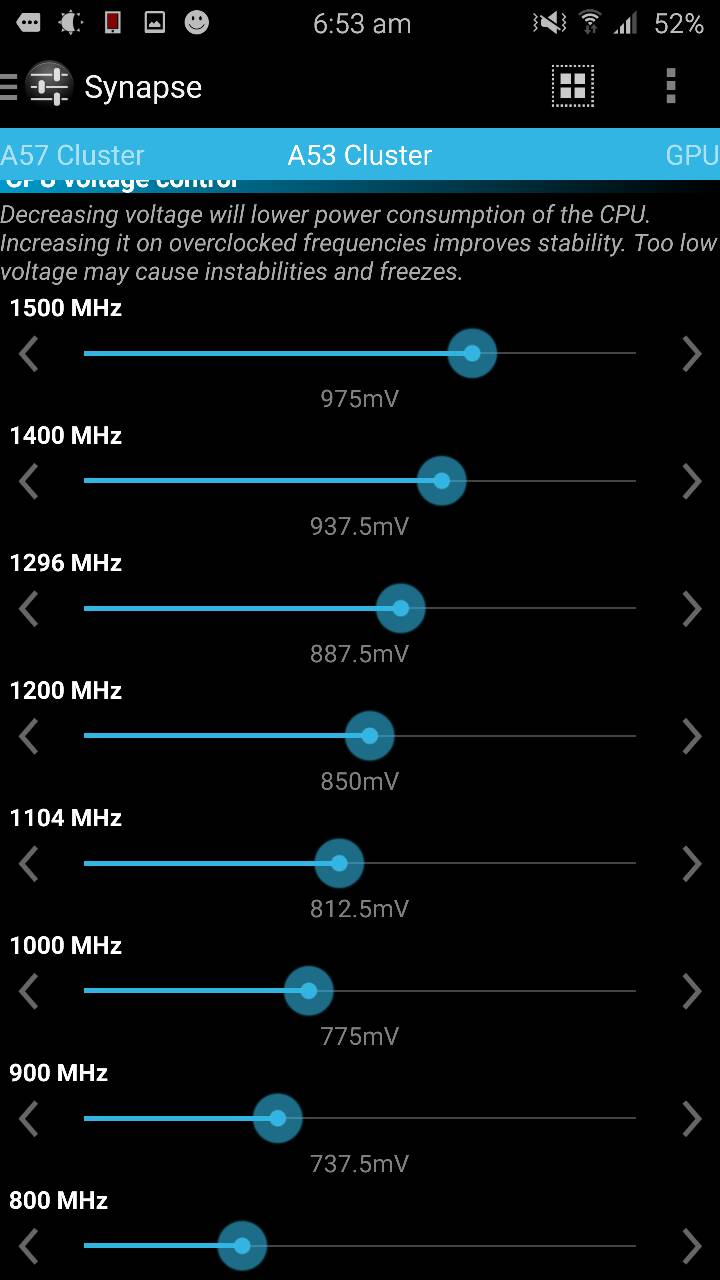 6:53 am
52%
Synapse
A57 Cluster
A53 Cluster
GPU
CPU voltage control
Decreasing voltage will lower power consumption of the CPU.
Increasing it on overclocked frequencies improves stability. Too low
voltage may cause instabilities and freezes.
1500 MHz
975mV
1400 MHz
937.5mV
1296 MHz
887.5mV
1200 MHz
850mV
1104 MHz
812.5mV
1000 MHz
775mV
900 MHz
737.5mV
800 MHz